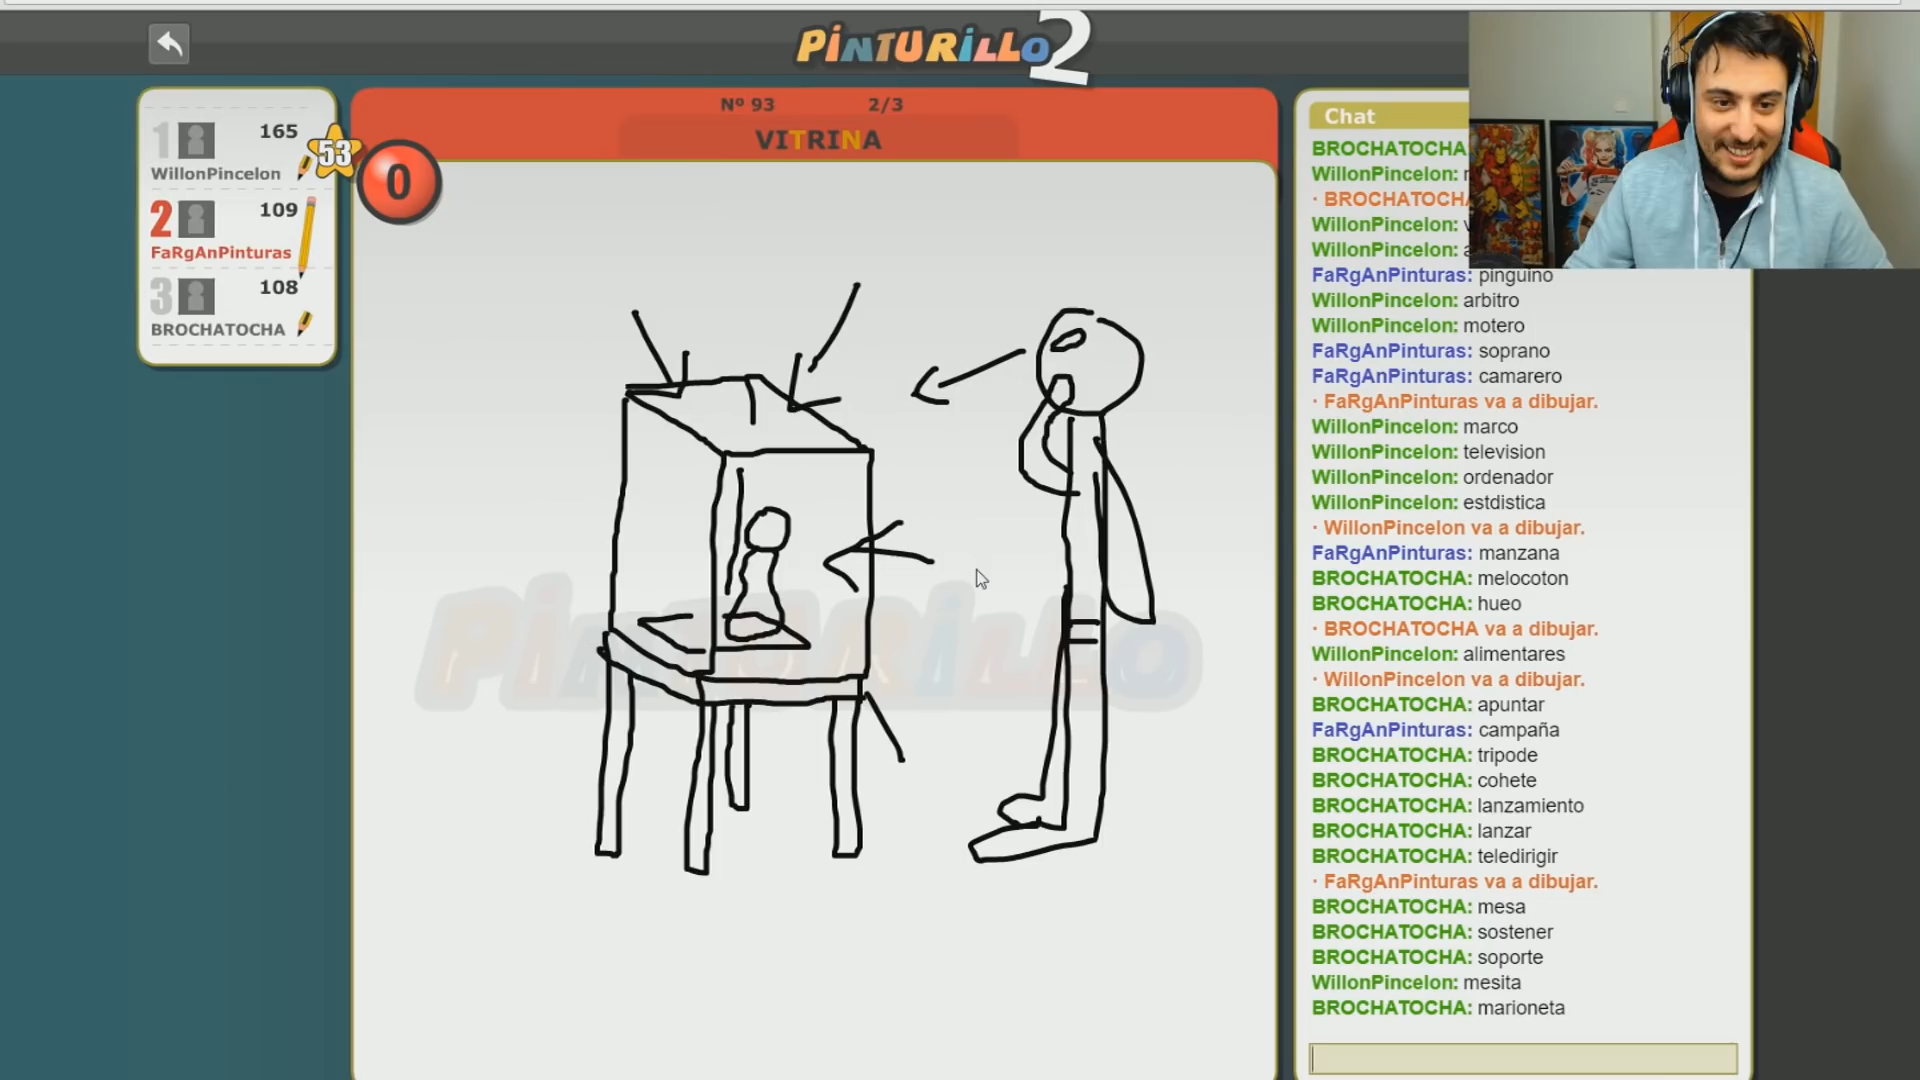 PiNTURiLLO 2
Nº 93
2/3
VITRINA
1
165
53
WillonPincelon
0
2
109
FaRgAnPinturas
3
108
BROCHATOCHA
PiNTURiLLO
Chat
BROCHATOCHA
WillonPincelon:
· BROCHATOCHA
WillonPincelon:
WillonPincelon:
FaRgAnPinturas: pinguino
WillonPincelon: arbitro
WillonPincelon: motero
FaRgAnPinturas: soprano
FaRgAnPinturas: camarero
· FaRgAnPinturas va a dibujar.
WillonPincelon: marco
WillonPincelon: television
WillonPincelon: ordenador
WillonPincelon: estdistica
· WillonPincelon va a dibujar.
FaRgAnPinturas: manzana
BROCHATOCHA: melocoton
BROCHATOCHA: hueo
· BROCHATOCHA va a dibujar.
WillonPincelon: alimentares
· WillonPincelon va a dibujar.
BROCHATOCHA: apuntar
FaRgAnPinturas: campaña
BROCHATOCHA: tripode
BROCHATOCHA: cohete
BROCHATOCHA: lanzamiento
BROCHATOCHA: lanzar
BROCHATOCHA: teledirigir
· FaRgAnPinturas va a dibujar.
BROCHATOCHA: mesa
BROCHATOCHA: sostener
BROCHATOCHA: soporte
WillonPincelon: mesita
BROCHATOCHA: marioneta